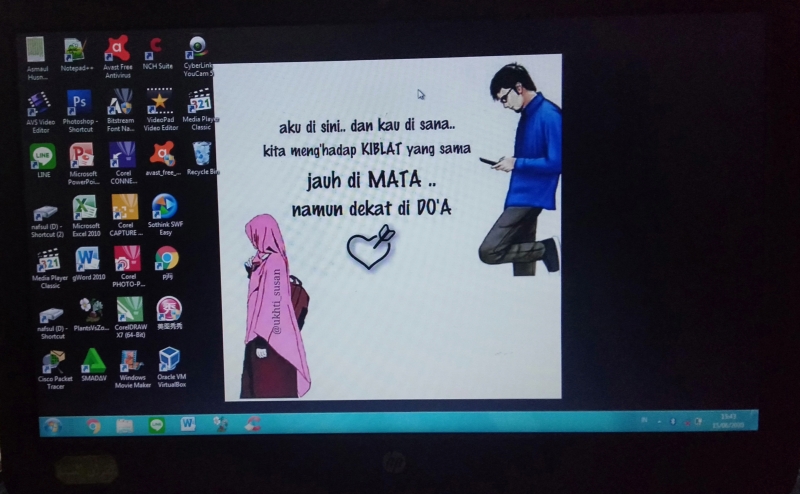 Asmaul
Husn...
Notepad++
Avast Free
Antivirus
NCH Suite
CyberLink
YouCam 5
AVS Video
Editor
Photoshop -
Shortcut
Bitstream
Font Na...
VideoPad
Video Editor
Media Player
Classic
LINE
Microsoft
PowerPoi...
Corel
CONNE...
avast_free_...
Recycle Bin
nafsul (D) -
Shortcut (2)
Microsoft
Excel 2010
Corel
CAPTURE ...
Sothink SWF
Easy
Media Player
Classic
gWord 2010
Corel
PHOTO-P...
nafsul (D) -
Shortcut
PlantsVsZo...
CorelDRAW
X7 (64-Bit)
美图秀秀
Cisco Packet
Tracer
SMADAV
Windows
Movie Maker
Oracle VM
VirtualBox
aku di sini.. dan kau di sana..
kita meng'hadap KIBLAT yang sama
jauh di MATA ..
namun dekat di DO'A
@ukhti_susan
15:43
hp